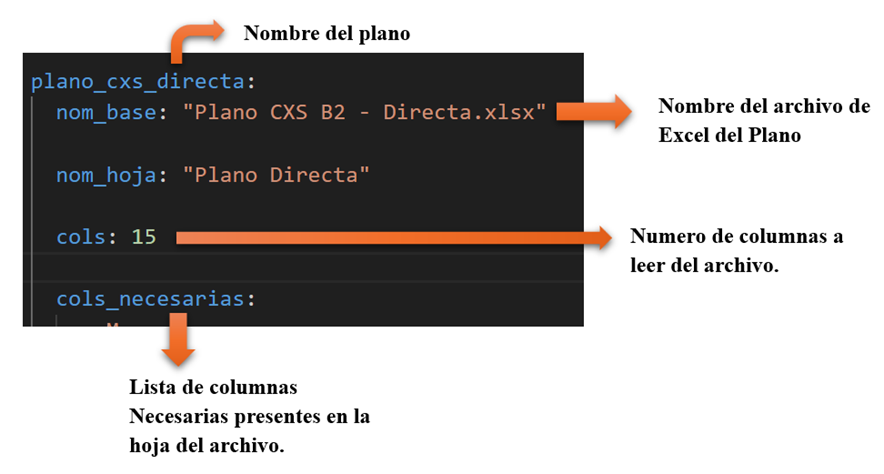 Nombre del plano
plano_cxs_directa:
nom_base: "Plano CXS B2 - Directa.xlsx"
Nombre del archivo de
Excel del Plano
nom_hoja: "Plano Directa"
cols: 15
Numero de columnas a
leer del archivo.
cols_necesarias:
Lista de columnas
Necesarias presentes en la
hoja del archivo.